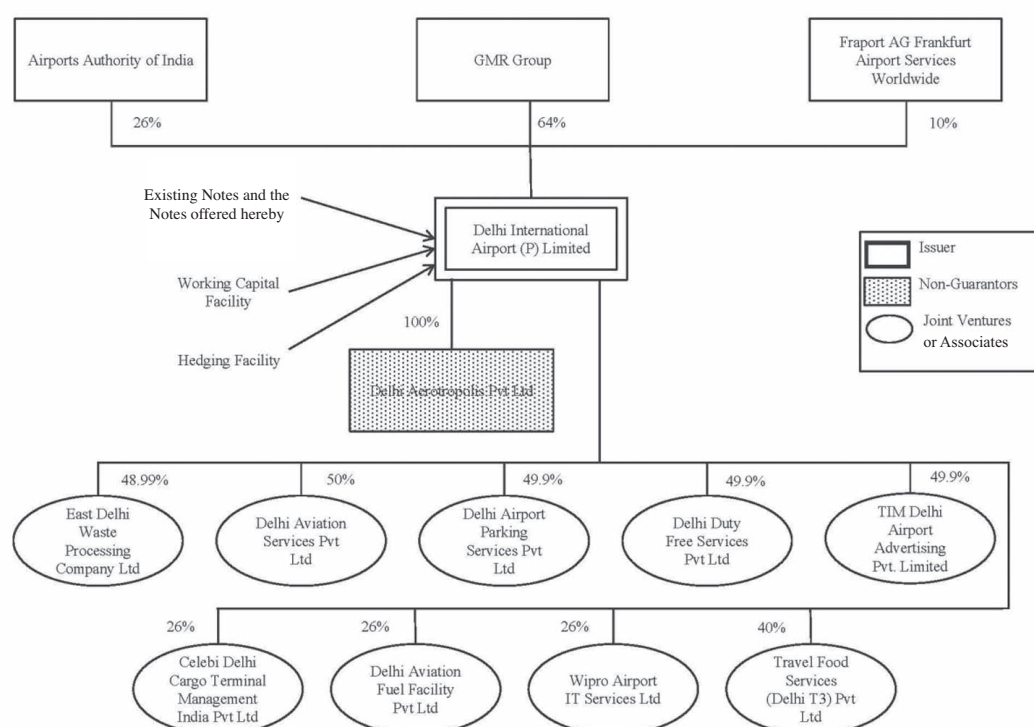 Airports Authority of India
GMR Group
Fraport AG Frankfurt
Airport Services
Worldwide
26%
64%
10%
Existing Notes and the
Notes offered hereby
Delhi International
Airport (P) Limited
Working Capital
Facility
Hedging Facility
Issuer
Non-Guarantors
Joint Ventures
or Associates
100%
Delhi Aerotropolis Pvt Ltd
48.99%
50%
49.9%
49.9%
49.9%
East Delhi
Waste
Processing
Company Ltd
Delhi Aviation
Services Pvt
Ltd
Delhi Airport
Parking
Services Pvt
Ltd
Delhi Duty
Free Services
Pvt Ltd
TIM Delhi
Airport
Advertising
Pvt. Limited
26%
26%
26%
40%
Celebi Delhi
Cargo Terminal
Management
India Pvt Ltd
Delhi Aviation
Fuel Facility
Pvt Ltd
Wipro Airport
IT Services Ltd
Travel Food
Services
(Delhi T3) Pvt
Ltd